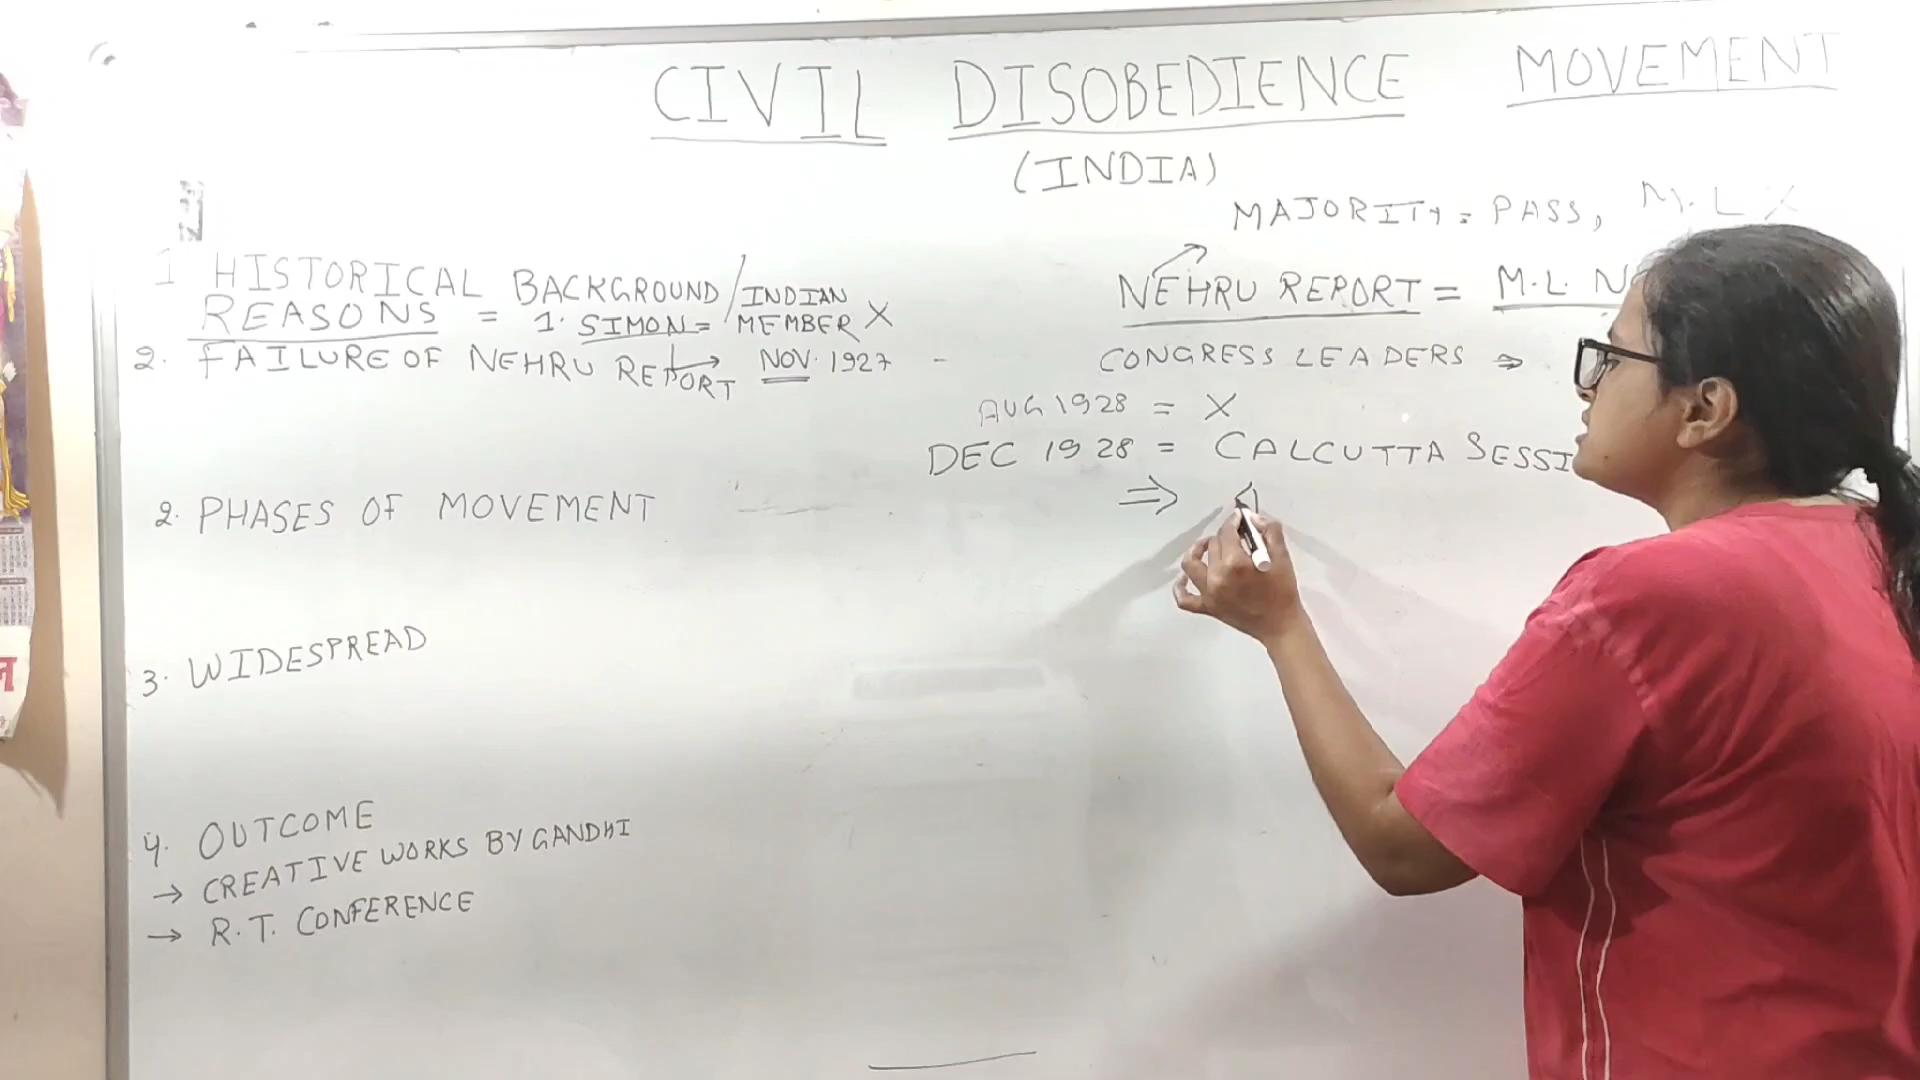 CIVIL DISOBEDIENCE MOVEMENT
(INDIA)
MAJORITY = PASS, M.L X
1 HISTORICAL BACKGROUND / INDIAN
REASONS = 1. SIMON = MEMBER X
2. FAILURE OF NEHRU REPORT → NOV. 1927 -
NEHRU REPORT = M.L. N
CONGRESS LEADERS ⇒
AUG 1928 = X
DEC 1928 = CALCUTTA SESSI
⇒
2. PHASES OF MOVEMENT
3. WIDESPREAD
4. OUTCOME
→ CREATIVE WORKS BY GANDHI
→ R.T. CONFERENCE